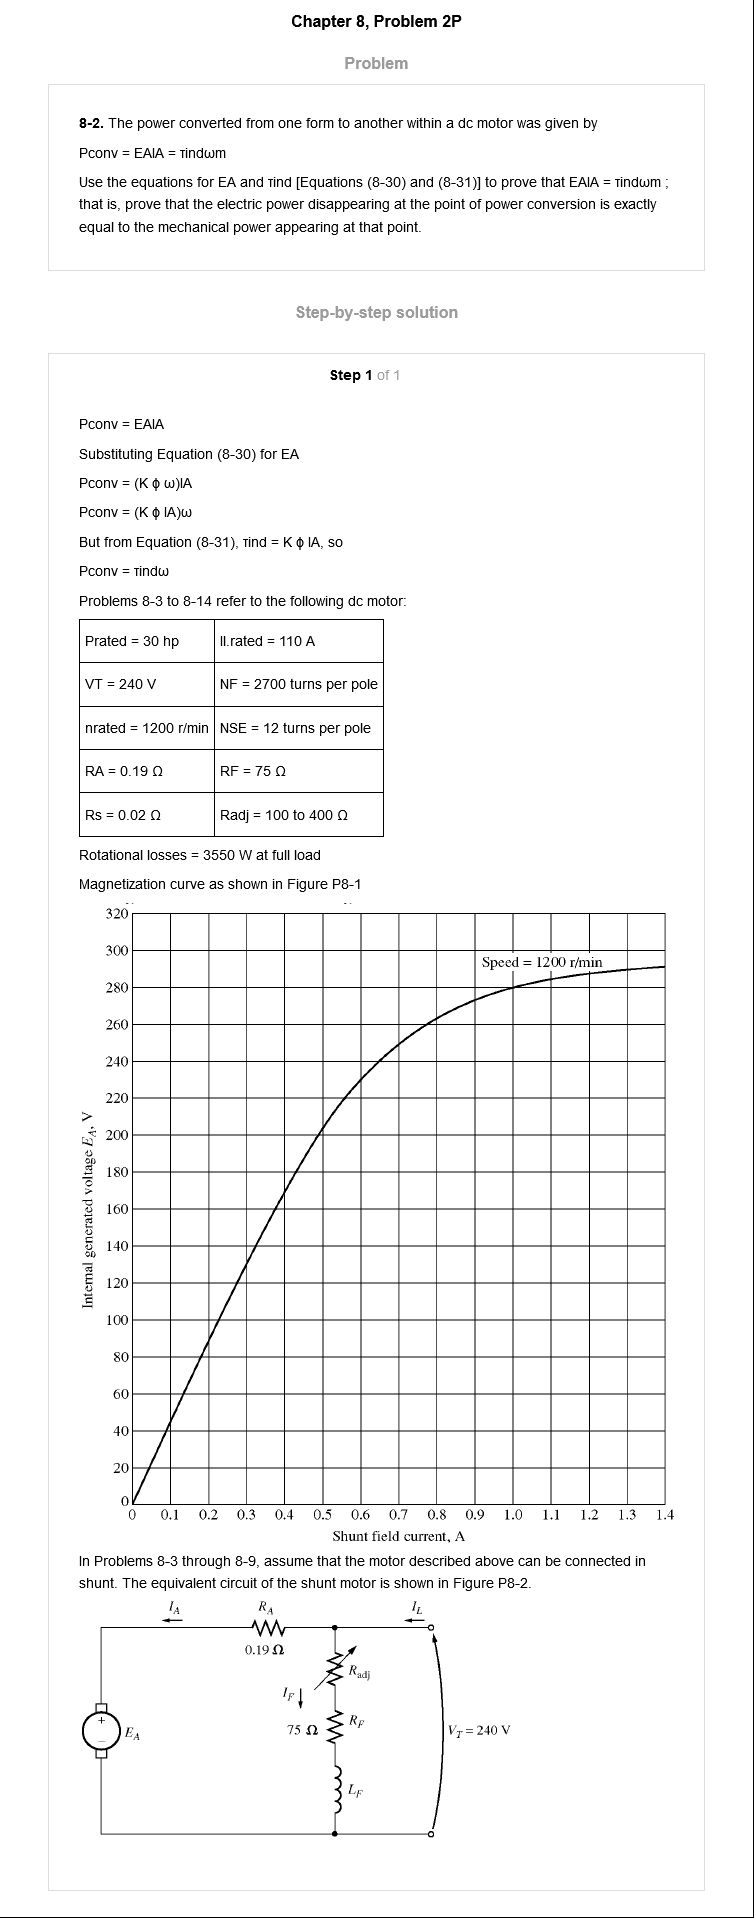 Chapter 8, Problem 2P
Problem
8-2. The power converted from one form to another within a dc motor was given by
Pconv = EAIA = τindωm
Use the equations for EA and τind [Equations (8-30) and (8-31)] to prove that EAIA = τindωm ;
that is, prove that the electric power disappearing at the point of power conversion is exactly
equal to the mechanical power appearing at that point.
Step-by-step solution
Step 1 of 1
Pconv = EAIA
Substituting Equation (8-30) for EA
Pconv = (K ϕ ω)IA
Pconv = (K ϕ IA)ω
But from Equation (8-31), τind = K ϕ IA, so
Pconv = τindω
Problems 8-3 to 8-14 refer to the following dc motor:
Prated = 30 hp
Il.rated = 110 A
VT = 240 V
NF = 2700 turns per pole
nrated = 1200 r/min
NSE = 12 turns per pole
RA = 0.19 Ω
RF = 75 Ω
Rs = 0.02 Ω
Radj = 100 to 400 Ω
Rotational losses = 3550 W at full load
Magnetization curve as shown in Figure P8-1
320
300
Speed = 1200 r/min
280
260
240
220
200
180
160
140
120
100
80
60
40
20
0
Internal generated voltage EA, V
0 0.1 0.2 0.3 0.4 0.5 0.6 0.7 0.8 0.9 1.0 1.1 1.2 1.3 1.4
Shunt field current, A
In Problems 8-3 through 8-9, assume that the motor described above can be connected in
shunt. The equivalent circuit of the shunt motor is shown in Figure P8-2.
IA
RA
IL
0.19 Ω
Radj
IF
75 Ω
RF
+
–
EA
VT = 240 V
LF